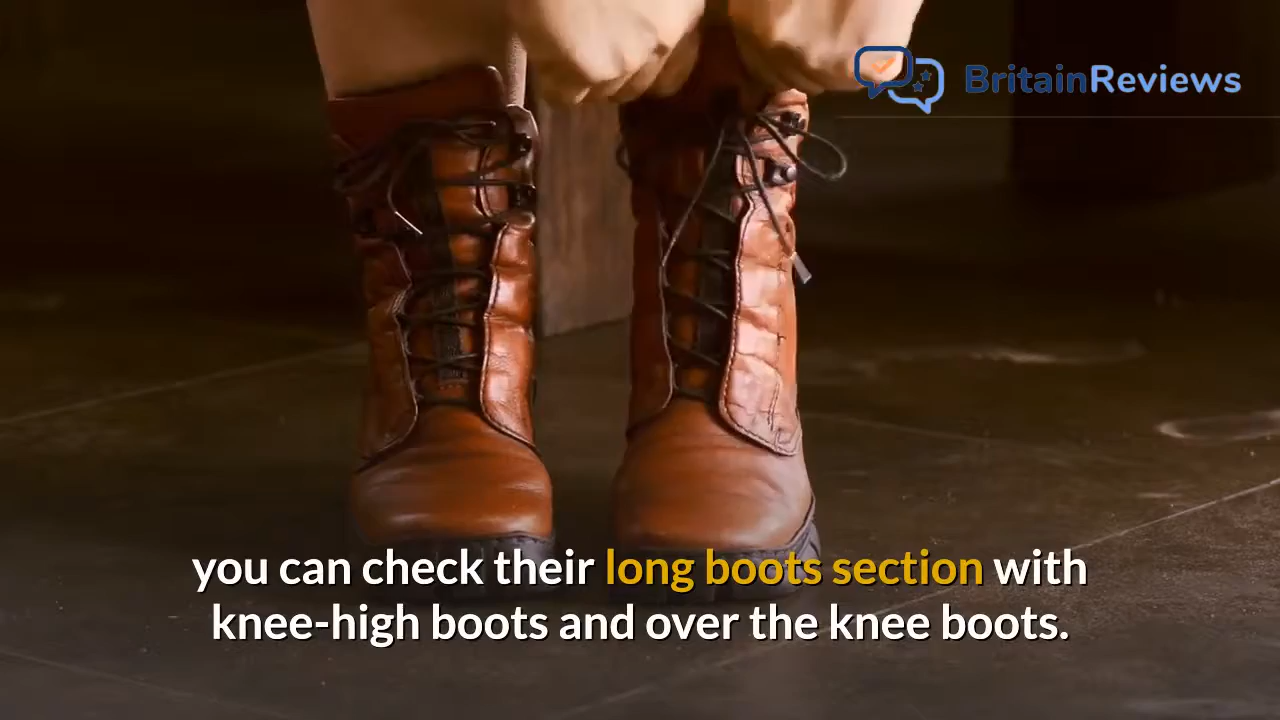 BritainReviews
you can check their long boots section with
knee-high boots and over the knee boots.